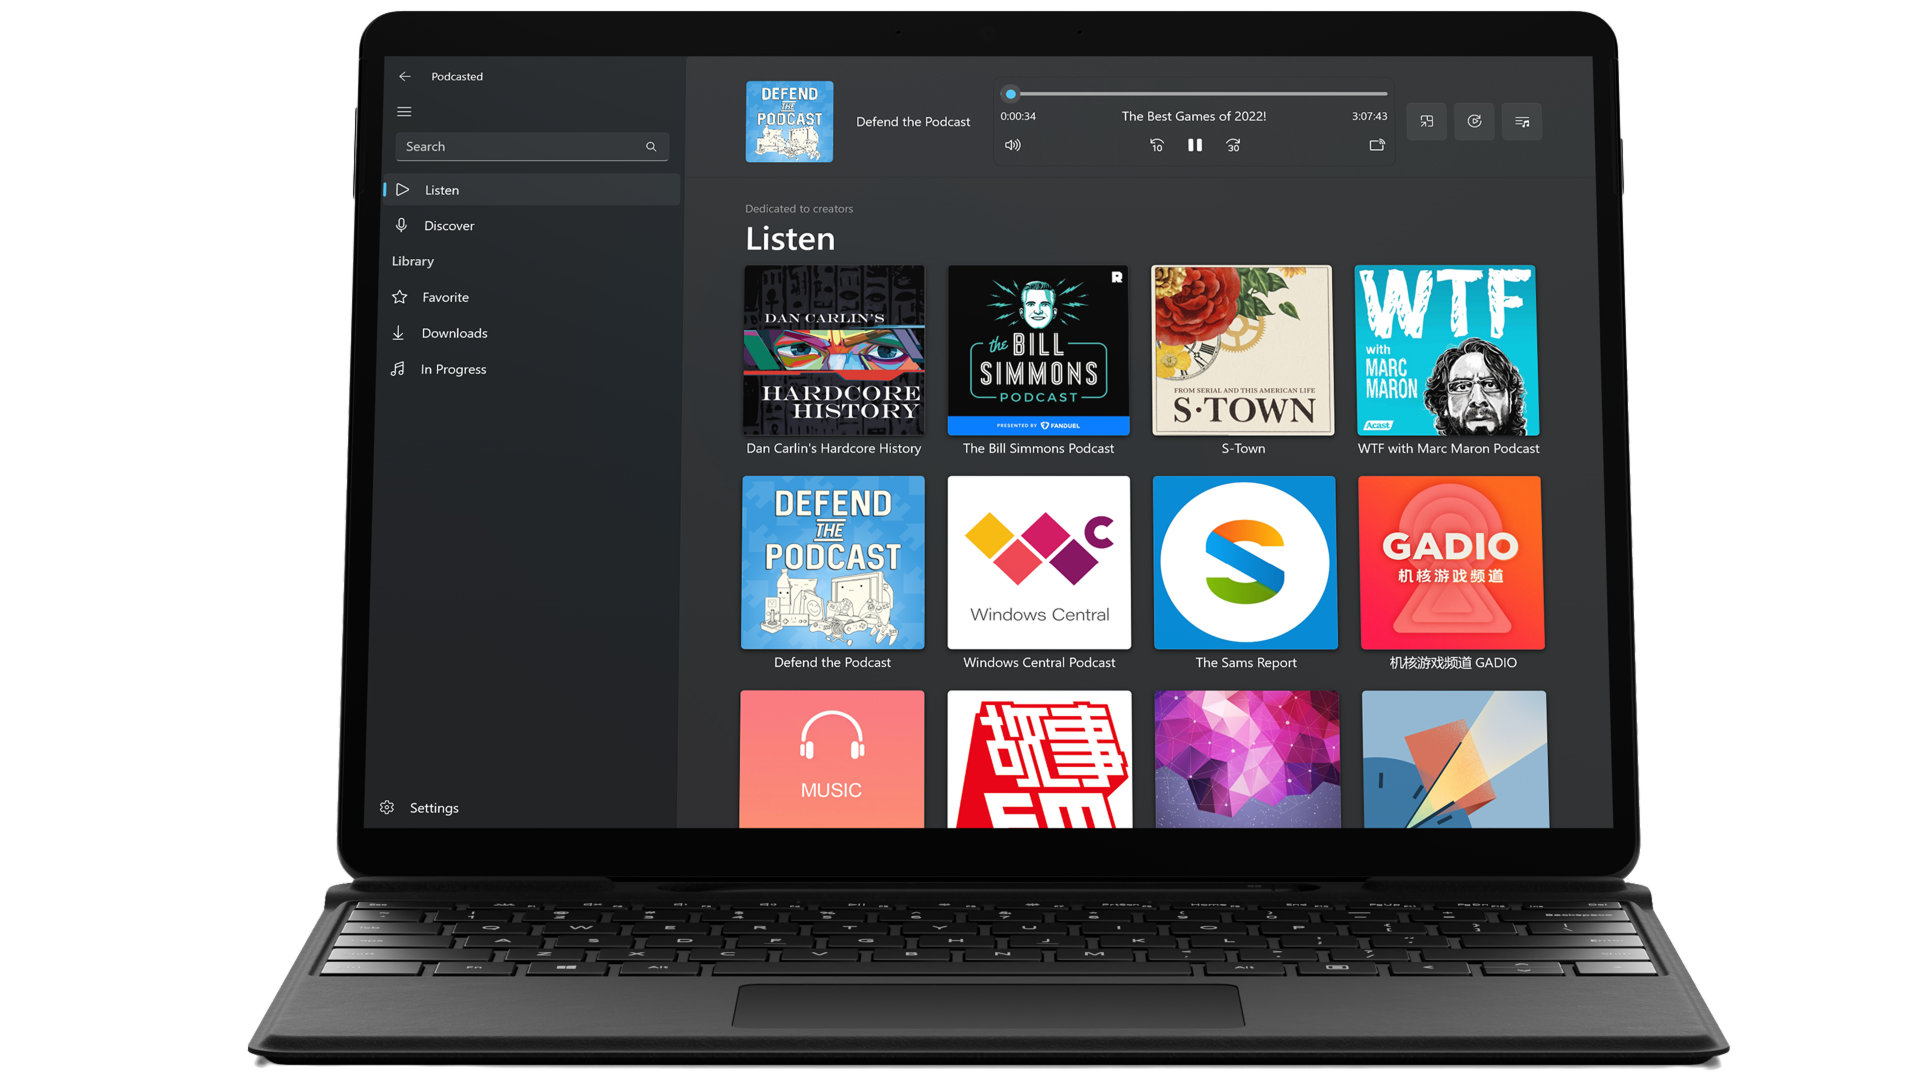 Podcasted
Search
Listen
Discover
Library
Favorite
Downloads
In Progress
Settings
DEFEND
THE
PODCAST
Defend the Podcast
0:00:34
The Best Games of 2022!
3:07:43
10
30
Dedicated to creators
Listen
DAN CARLIN'S
HARDCORE
HISTORY
Dan Carlin's Hardcore History
R
the BILL
SIMMONS
PODCAST
PRESENTED BY FANDUEL
The Bill Simmons Podcast
FROM SERIAL AND THIS AMERICAN LIFE
S·TOWN
S-Town
WTF
with
MARC
MARON
Acast
WTF with Marc Maron Podcast
DEFEND
THE
PODCAST
Defend the Podcast
Windows Central
Windows Central Podcast
S
The Sams Report
GADIO
机核游戏频道
机核游戏频道 GADIO
MUSIC
故事
FM
Q W E R T Y U I O P
A S D F G H J K L
Z X C V B N M
Fn Alt Alt